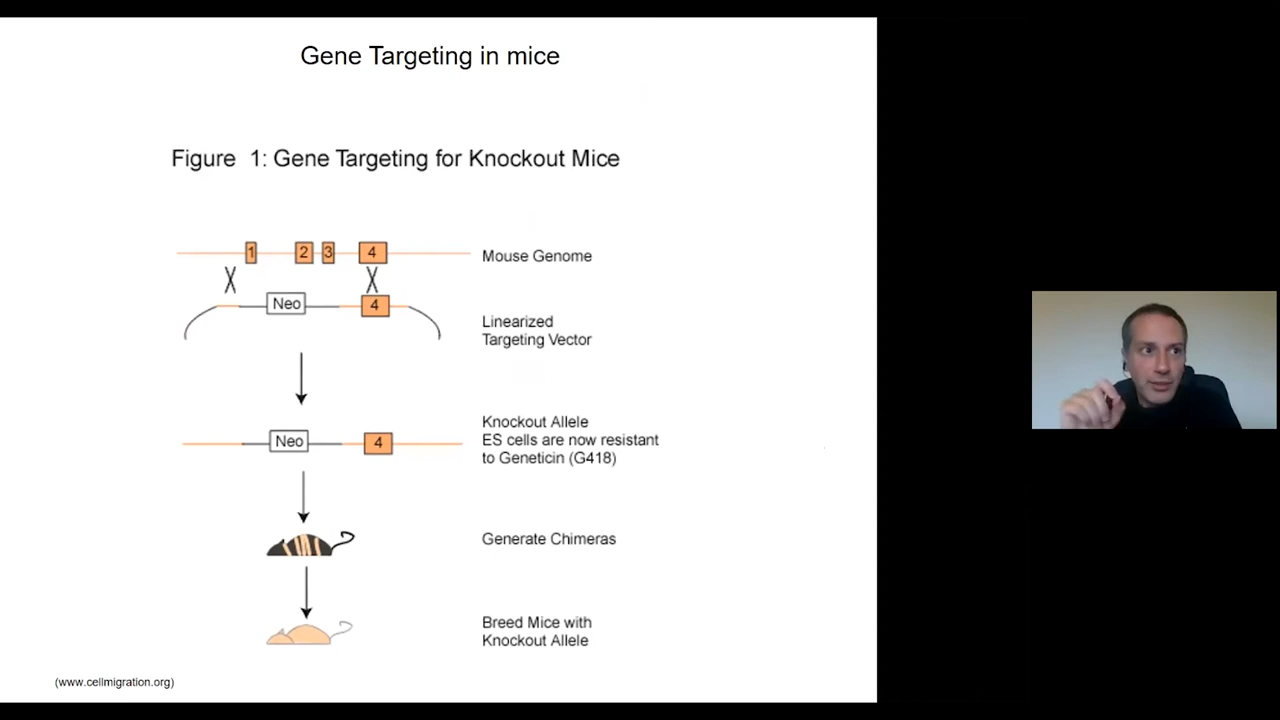 Gene Targeting in mice
Figure 1: Gene Targeting for Knockout Mice
1 2 3 4
Mouse Genome
Neo 4
Linearized
Targeting Vector
Knockout Allele
Neo 4
ES cells are now resistant
to Geneticin (G418)
Generate Chimeras
Breed Mice with
Knockout Allele
(www.cellmigration.org)